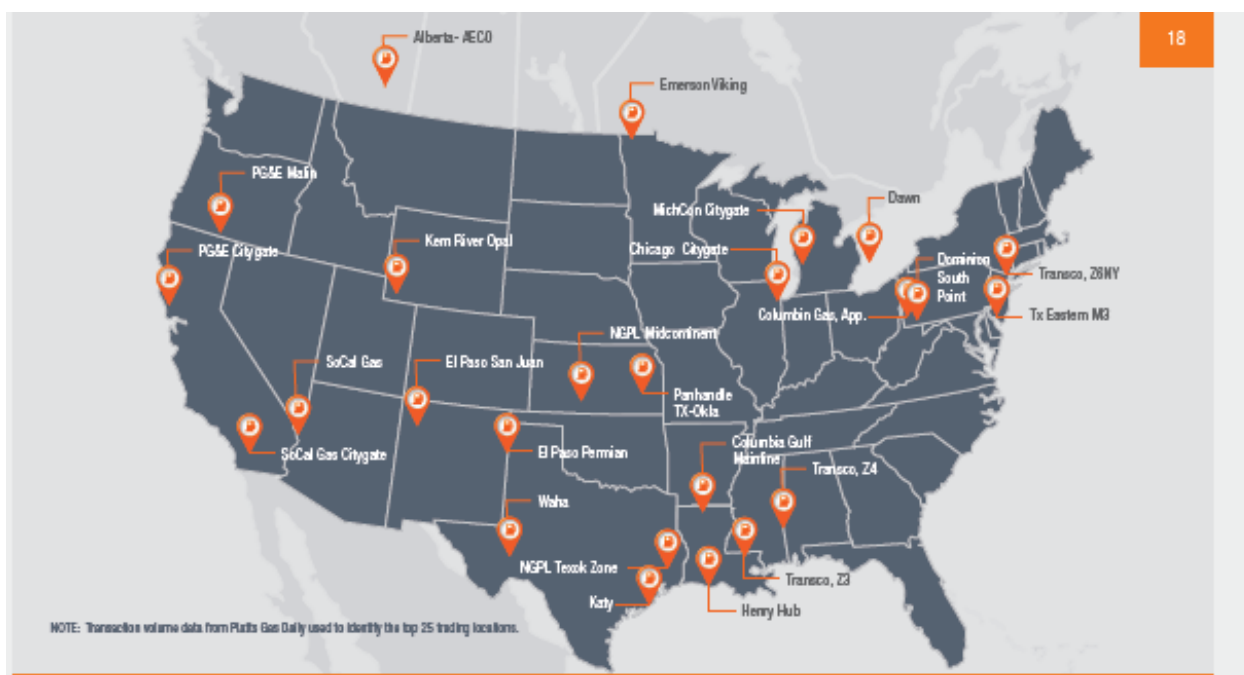 18
Alberta- AECO
Emerson Viking
PG&E Malin
Dawn
MichCon Citygate
Kern River Opal
PG&E Citygate
Chicago Citygate
Dominion
South
Point
Transco, Z6NY
Columbin Gas, App.
Tx Eastern M3
NGPL Midcontinent
SoCal Gas
El Paso San Juan
Panhandle
TX-Okla
Columbia Gulf
Mainline
SoCal Gas Citygate
El Paso Permian
Transco, Z4
Waha
NGPL Texok Zone
Transco, Z3
Katy
Henry Hub
NOTE: Transaction volume data from Platts Gas Daily used to identify the top 25 trading locations.